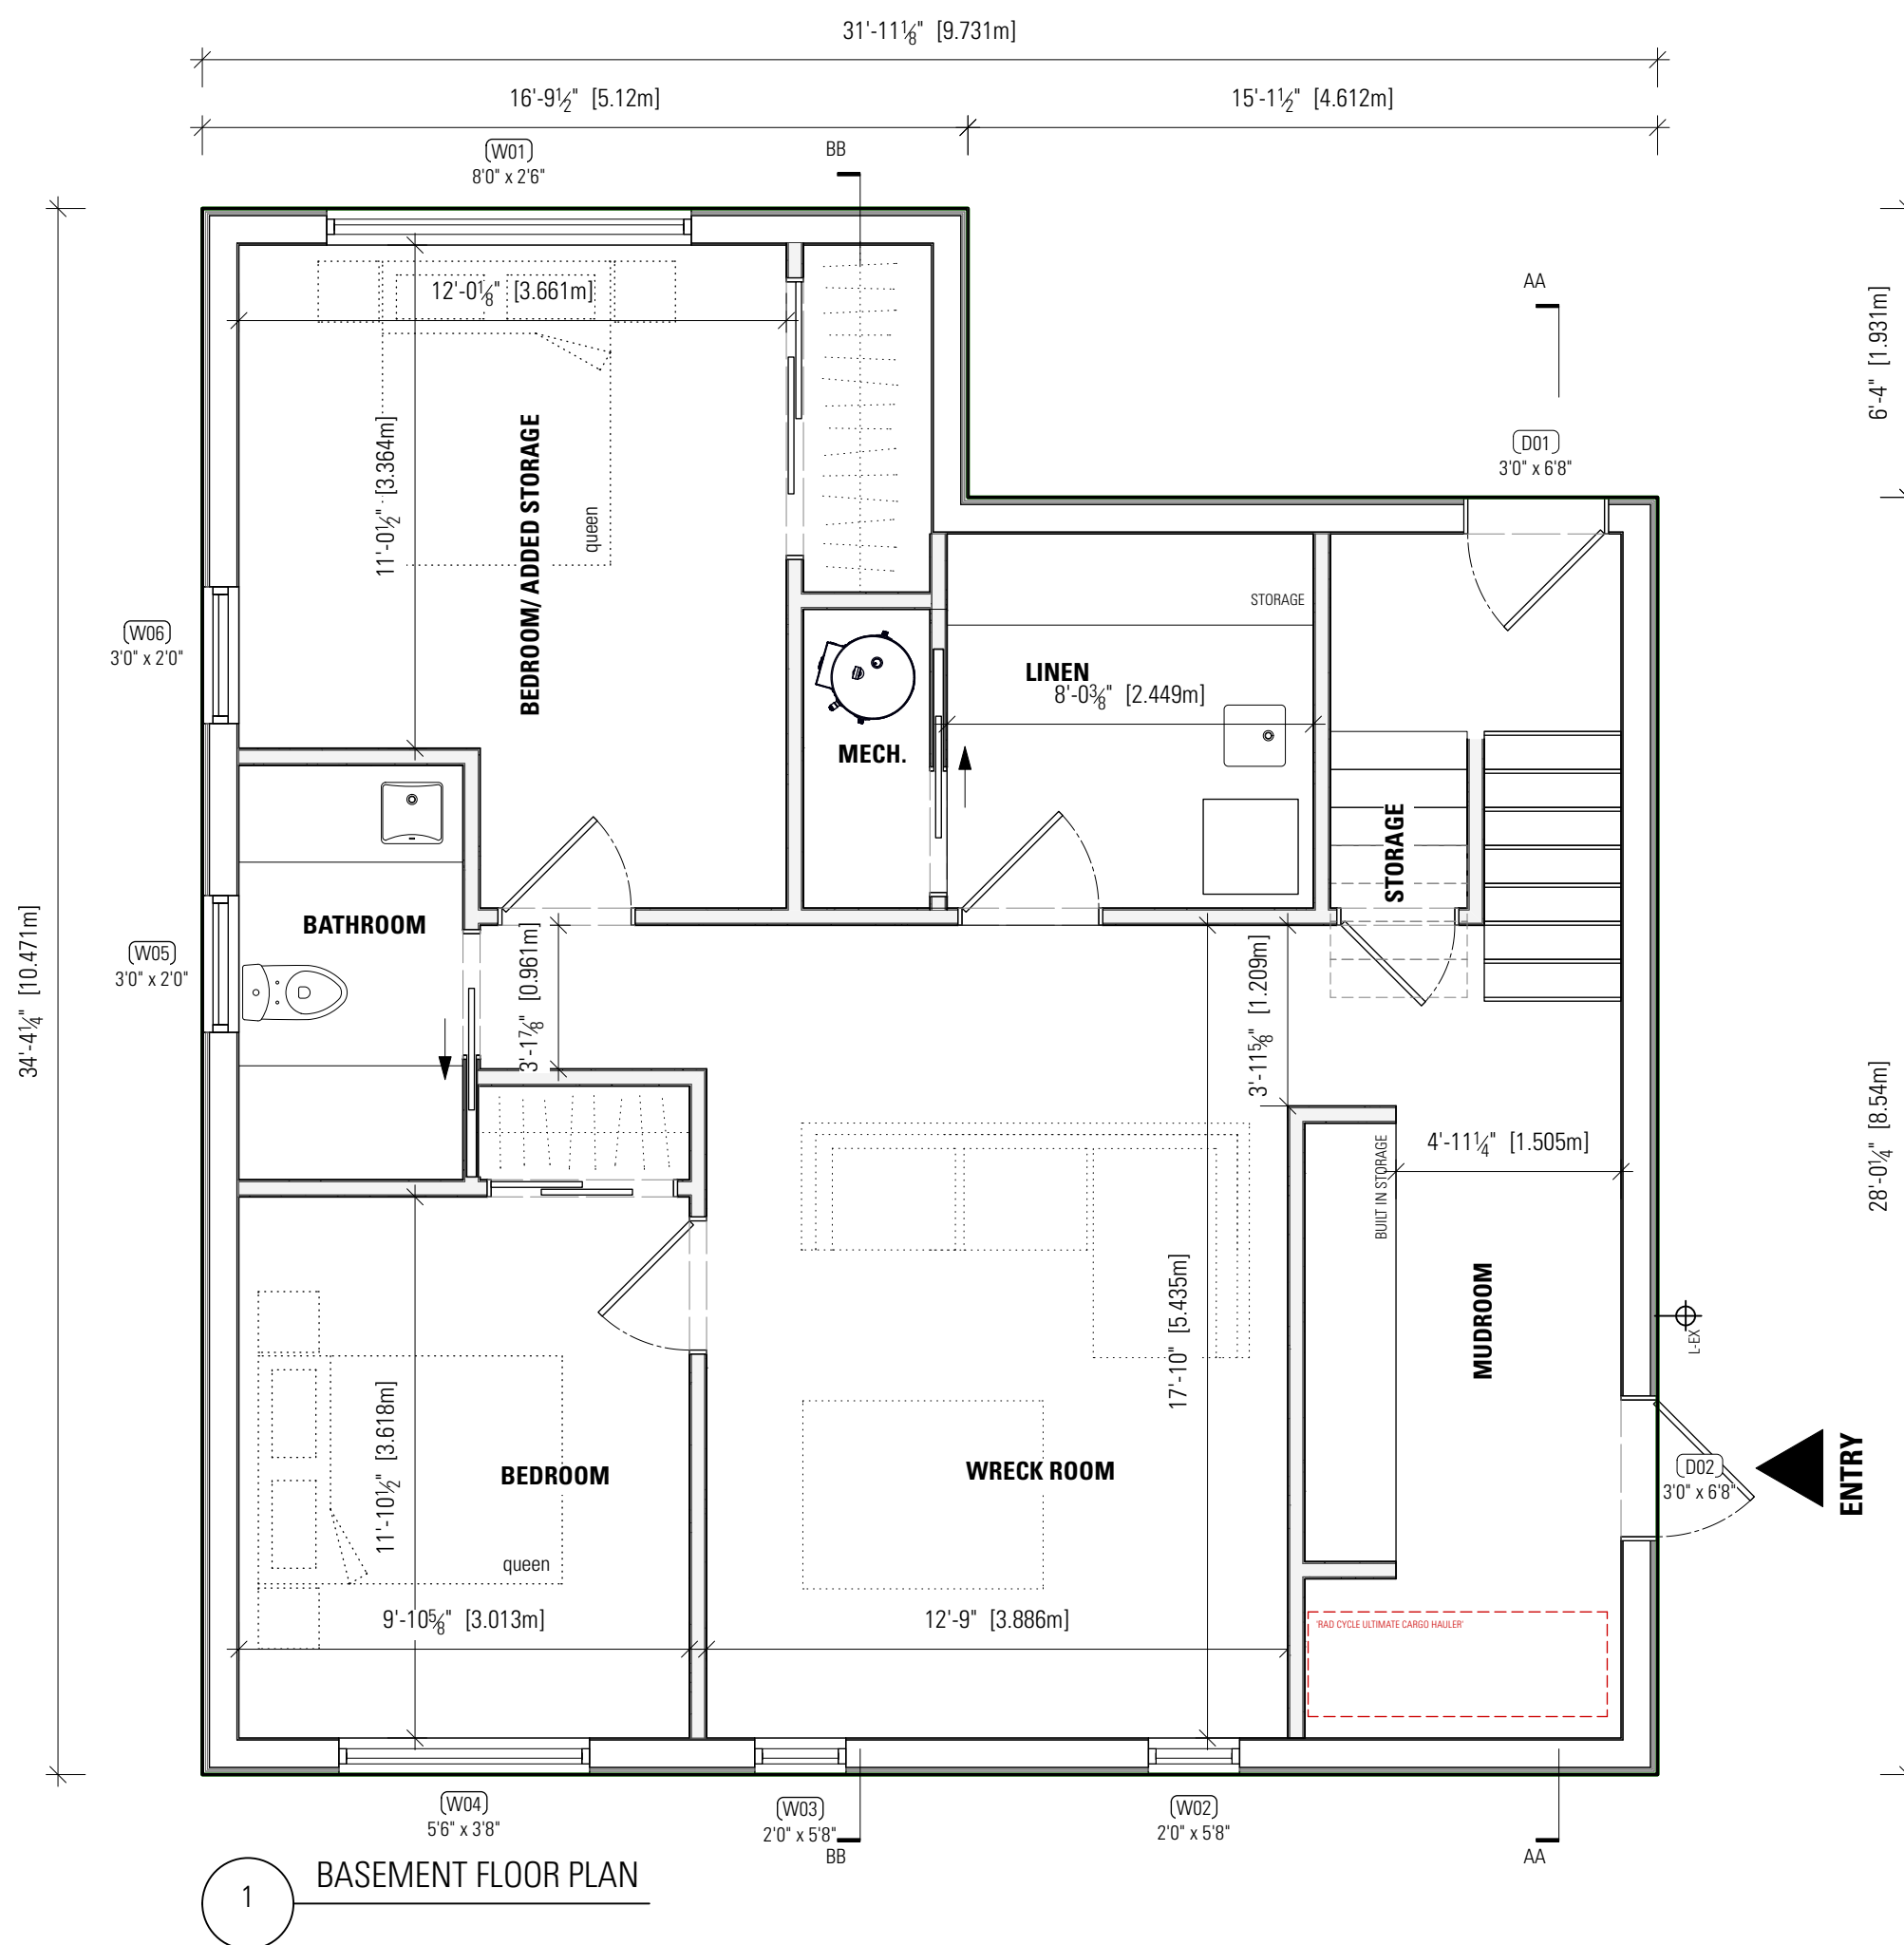 31'-11⅛" [9.731m]
16'-9½" [5.12m]
15'-1½" [4.612m]
W01
8'0" x 2'6"
BB
AA
6'-4" [1.931m]
12'-0⅛" [3.661m]
11'-0½" [3.364m]
BEDROOM/ ADDED STORAGE
queen
D01
3'0" x 6'8"
W06
3'0" x 2'0"
STORAGE
LINEN
8'-0⅜" [2.449m]
MECH.
STORAGE
BATHROOM
W05
3'0" x 2'0"
34'-4¼" [10.471m]
3'-1⅞" [0.961m]
3'-11⅝" [1.209m]
28'-0¼" [8.54m]
BUILT IN STORAGE
4'-11¼" [1.505m]
17'-10" [5.435m]
MUDROOM
L-EX
11'-10½" [3.618m]
BEDROOM
WRECK ROOM
D02
3'0" x 6'8"
ENTRY
queen
9'-10⅝" [3.013m]
12'-9" [3.886m]
'RAD CYCLE ULTIMATE CARGO HAULER'
W04
5'6" x 3'8"
W03
2'0" x 5'8"
BB
W02
2'0" x 5'8"
AA
1
BASEMENT FLOOR PLAN